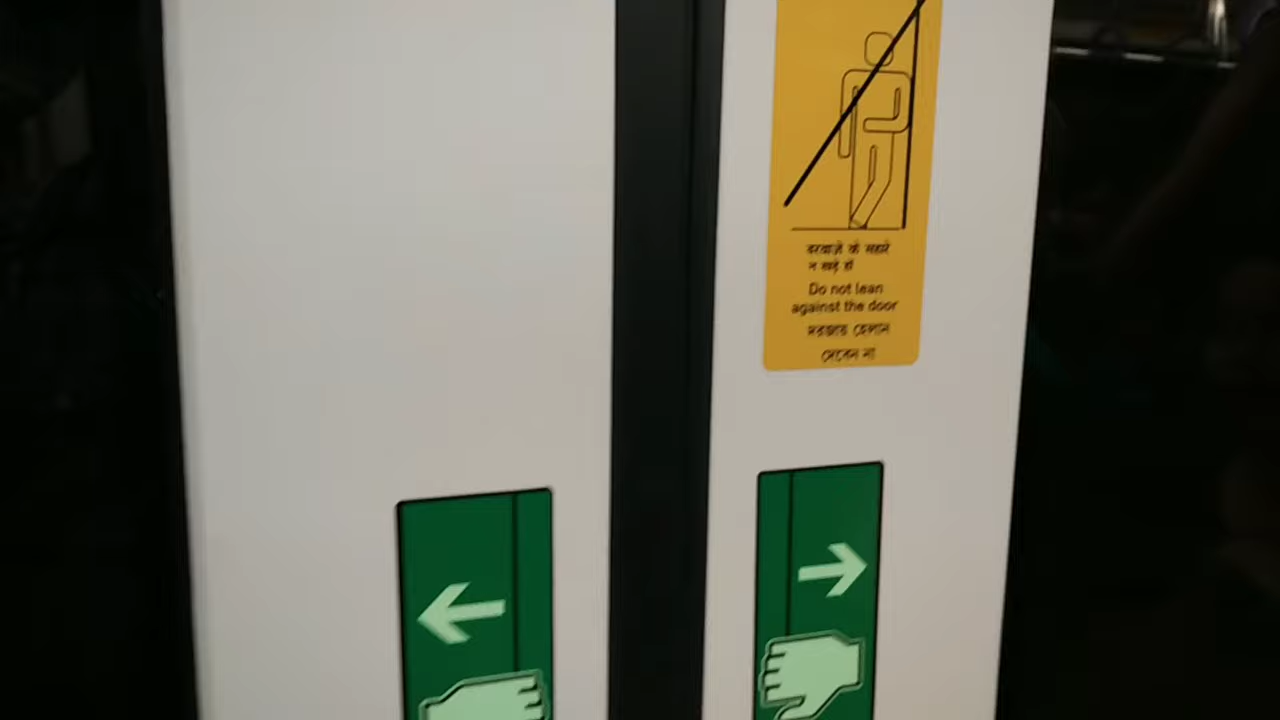 दरवाज़े के सहारे
न खड़े हों
Do not lean
against the door
দরজায় হেলান
দেবেন না